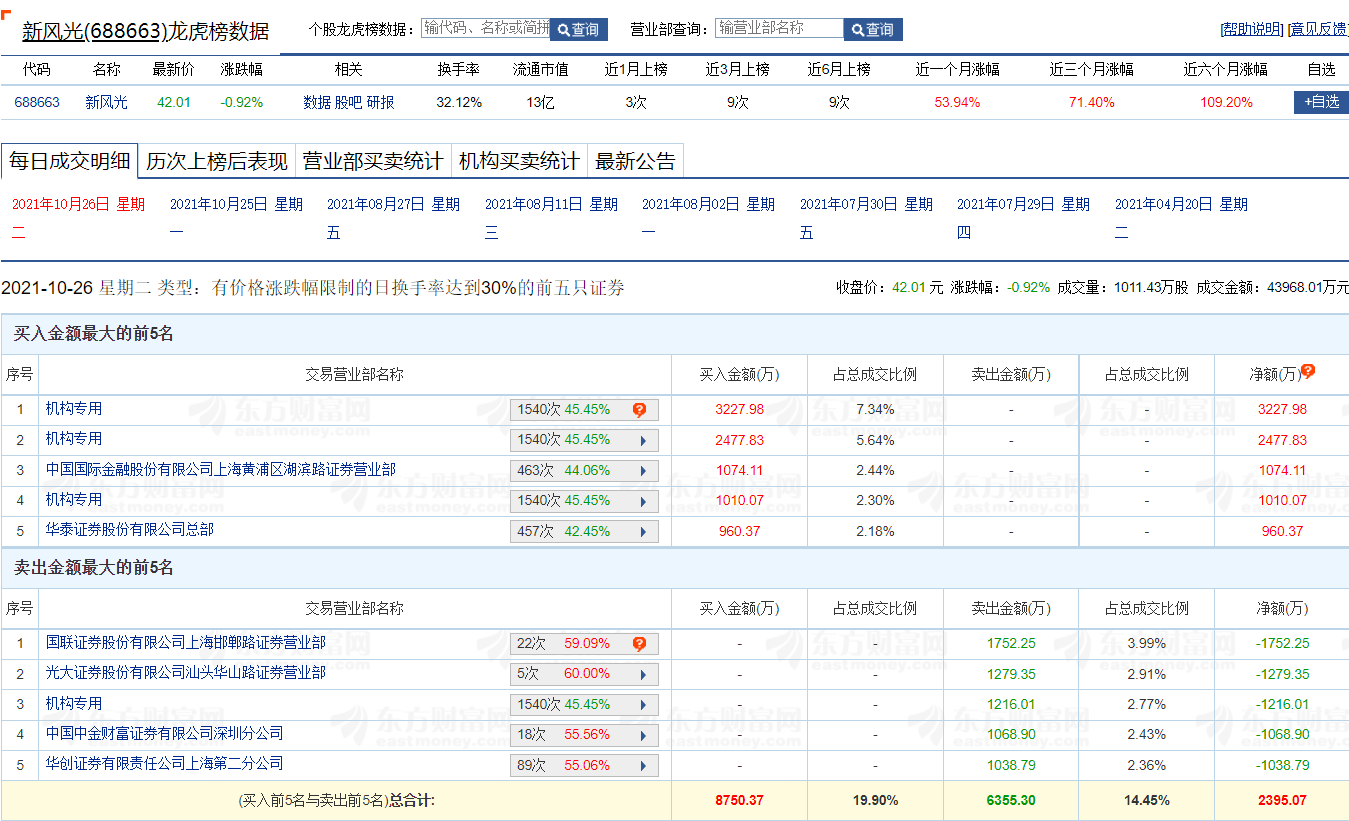 新风光(688663)龙虎榜数据 个股龙虎榜数据： 输代码、名称或简拼 查询 营业部查询： 输营业部名称 查询 [帮助说明] [意见反馈]
代码 名称 最新价 涨跌幅 相关 换手率 流通市值 近1月上榜 近3月上榜 近6月上榜 近一个月涨幅 近三个月涨幅 近六个月涨幅 自选
688663 新风光 42.01 -0.92% 数据 股吧 研报 32.12% 13亿 3次 9次 9次 53.94% 71.40% 109.20% +自选
每日成交明细 历次上榜后表现 营业部买卖统计 机构买卖统计 最新公告
2021年10月26日 星期 2021年10月25日 星期 2021年08月27日 星期 2021年08月11日 星期 2021年08月02日 星期 2021年07月30日 星期 2021年07月29日 星期 2021年04月20日 星期
二 一 五 三 一 五 四 二
2021-10-26 星期二 类型：有价格涨跌幅限制的日换手率达到30%的前五只证券 收盘价：42.01 元 涨跌幅：-0.92% 成交量：1011.43万股 成交金额：43968.01万元
买入金额最大的前5名
序号 交易营业部名称 买入金额(万) 占总成交比例 卖出金额(万) 占总成交比例 净额(万)
1 机构专用 1540次 45.45% 3227.98 7.34% - - 3227.98
2 机构专用 1540次 45.45% 2477.83 5.64% - - 2477.83
3 中国国际金融股份有限公司上海黄浦区湖滨路证券营业部 463次 44.06% 1074.11 2.44% - - 1074.11
4 机构专用 1540次 45.45% 1010.07 2.30% - - 1010.07
5 华泰证券股份有限公司总部 457次 42.45% 960.37 2.18% - - 960.37
卖出金额最大的前5名
序号 交易营业部名称 买入金额(万) 占总成交比例 卖出金额(万) 占总成交比例 净额(万)
1 国联证券股份有限公司上海邯郸路证券营业部 22次 59.09% - - 1752.25 3.99% -1752.25
2 光大证券股份有限公司汕头华山路证券营业部 5次 60.00% - - 1279.35 2.91% -1279.35
3 机构专用 1540次 45.45% - - 1216.01 2.77% -1216.01
4 中国中金财富证券有限公司深圳分公司 18次 55.56% - - 1068.90 2.43% -1068.90
5 华创证券有限责任公司上海第二分公司 89次 55.06% - - 1038.79 2.36% -1038.79
(买入前5名与卖出前5名)总合计: 8750.37 19.90% 6355.30 14.45% 2395.07